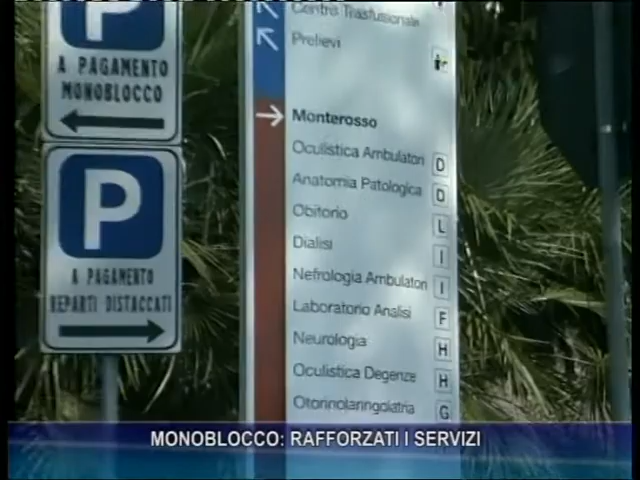 P
A PAGAMENTO
MONOBLOCCO
P
A PAGAMENTO
REPARTI DISTACCATI
Centro Trasfusionale
Prelievi
Monterosso
Oculistica Ambulatori D
Anatomia Patologica D
Obitorio L
Dialisi I
Nefrologia Ambulatori I
Laboratorio Analisi F
Neurologia H
Oculistica Degenze H
Otorinolaringoiatria G
MONOBLOCCO: RAFFORZATI I SERVIZI